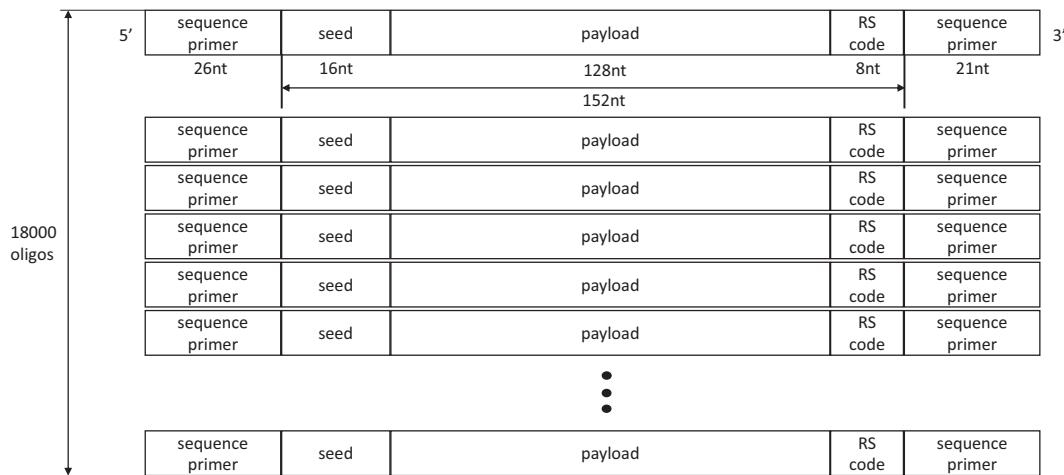 5’
sequence primer
seed
payload
RS code
sequence primer
3’
26nt
16nt
128nt
8nt
21nt
152nt
18000 oligos
sequence primer
seed
payload
RS code
sequence primer
sequence primer
seed
payload
RS code
sequence primer
sequence primer
seed
payload
RS code
sequence primer
sequence primer
seed
payload
RS code
sequence primer
sequence primer
seed
payload
RS code
sequence primer
sequence primer
seed
payload
RS code
sequence primer